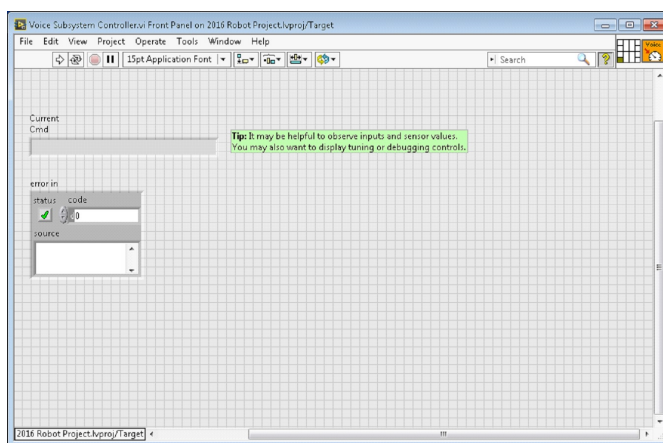 Voice Subsystem Controller.vi Front Panel on 2016 Robot Project.lvproj/Target
File Edit View Project Operate Tools Window Help
15pt Application Font
Search
Voice
Current
Cmd
Tip: It may be helpful to observe inputs and sensor values.
You may also want to display tuning or debugging controls.
error in
status code
0
source
2016 Robot Project.lvproj/Target